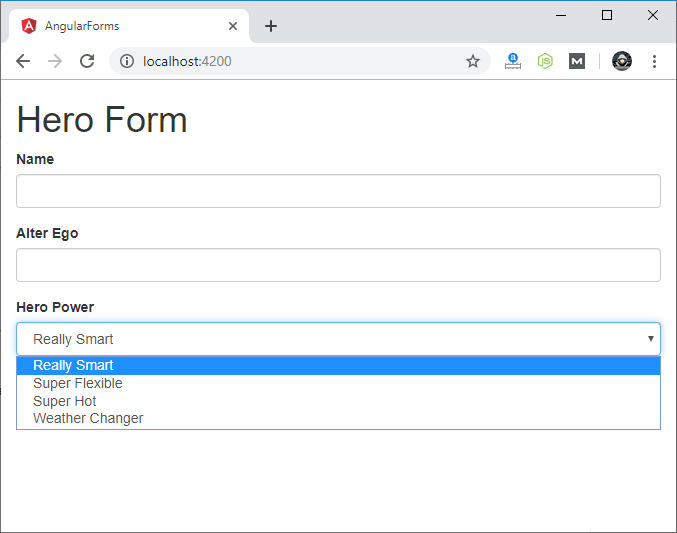 AngularForms
localhost:4200
Hero Form
Name
Alter Ego
Hero Power
Really Smart
Really Smart
Super Flexible
Super Hot
Weather Changer